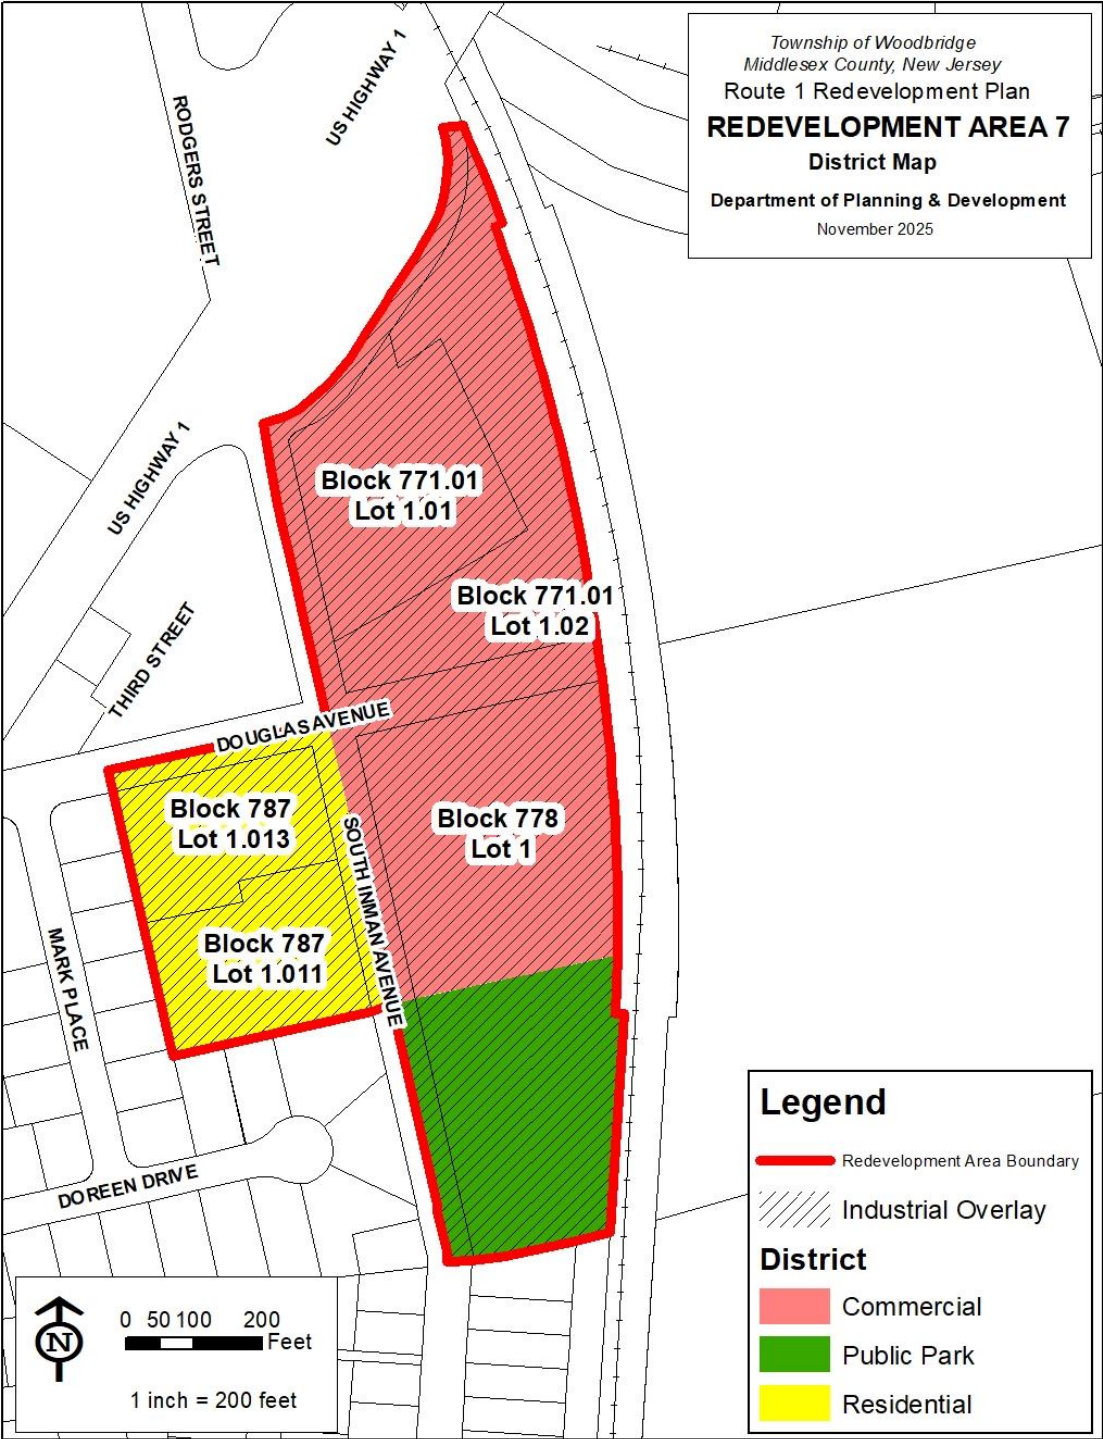 Township of Woodbridge
Middlesex County, New Jersey
Route 1 Redevelopment Plan
REDEVELOPMENT AREA 7
District Map
Department of Planning & Development
November 2025
US HIGHWAY 1
RODGERS STREET
US HIGHWAY 1
THIRD STREET
Block 771.01
Lot 1.01
Block 771.01
Lot 1.02
DOUGLAS AVENUE
Block 787
Lot 1.013
Block 778
Lot 1
SOUTH INMAN AVENUE
Block 787
Lot 1.011
MARK PLACE
DOREEN DRIVE
Legend
Redevelopment Area Boundary
Industrial Overlay
District
Commercial
Public Park
Residential
N
0 50 100 200
Feet
1 inch = 200 feet